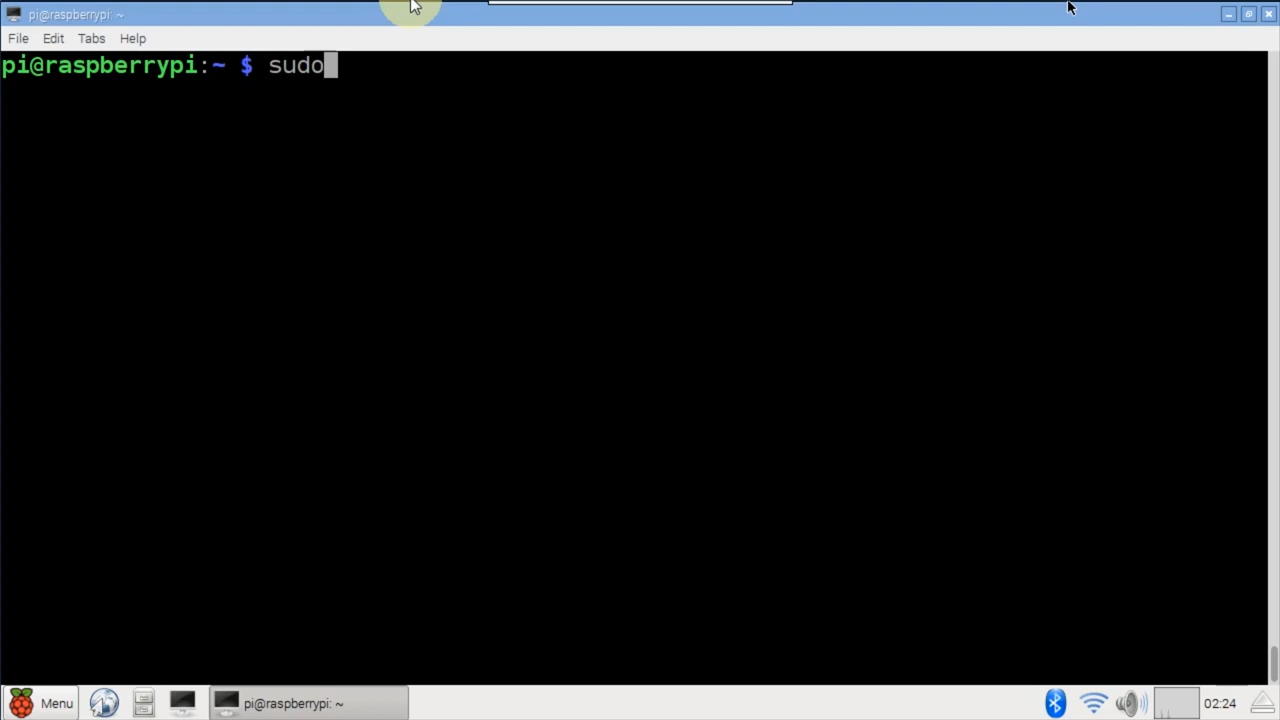 pi@raspberrypi: ~
File Edit Tabs Help
pi@raspberrypi:~ $ sudo
Menu pi@raspberrypi: ~ 02:24